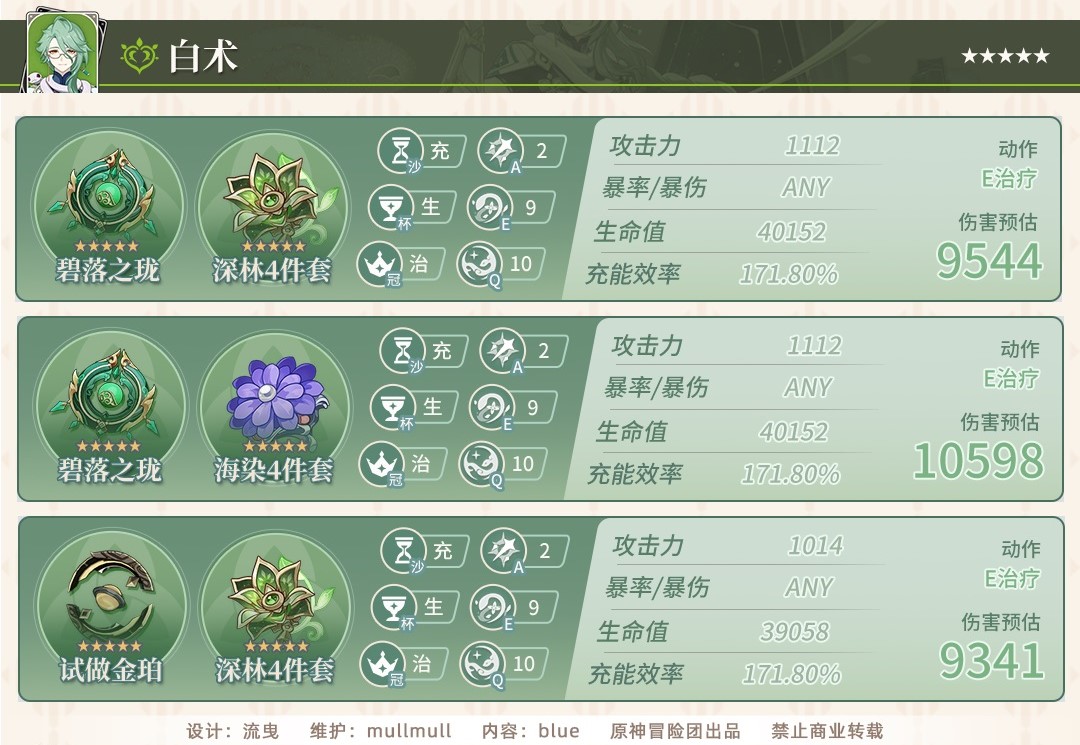 白术
★★★★★
充 2
沙 A
生 9
杯 E
治 10
冠 Q
★★★★★ ★★★★★
碧落之珑 深林4件套
攻击力 1112
暴率/暴伤 ANY
生命值 40152
充能效率 171.80%
动作
E治疗
伤害预估
9544
充 2
沙 A
生 9
杯 E
治 10
冠 Q
★★★★★ ★★★★★
碧落之珑 海染4件套
攻击力 1112
暴率/暴伤 ANY
生命值 40152
充能效率 171.80%
动作
E治疗
伤害预估
10598
充 2
沙 A
生 9
杯 E
治 10
冠 Q
★★★★★ ★★★★★
试做金珀 深林4件套
攻击力 1014
暴率/暴伤 ANY
生命值 39058
充能效率 171.80%
动作
E治疗
伤害预估
9341
设计：流曳 维护：mullmull 内容：blue 原神冒险团出品 禁止商业转载